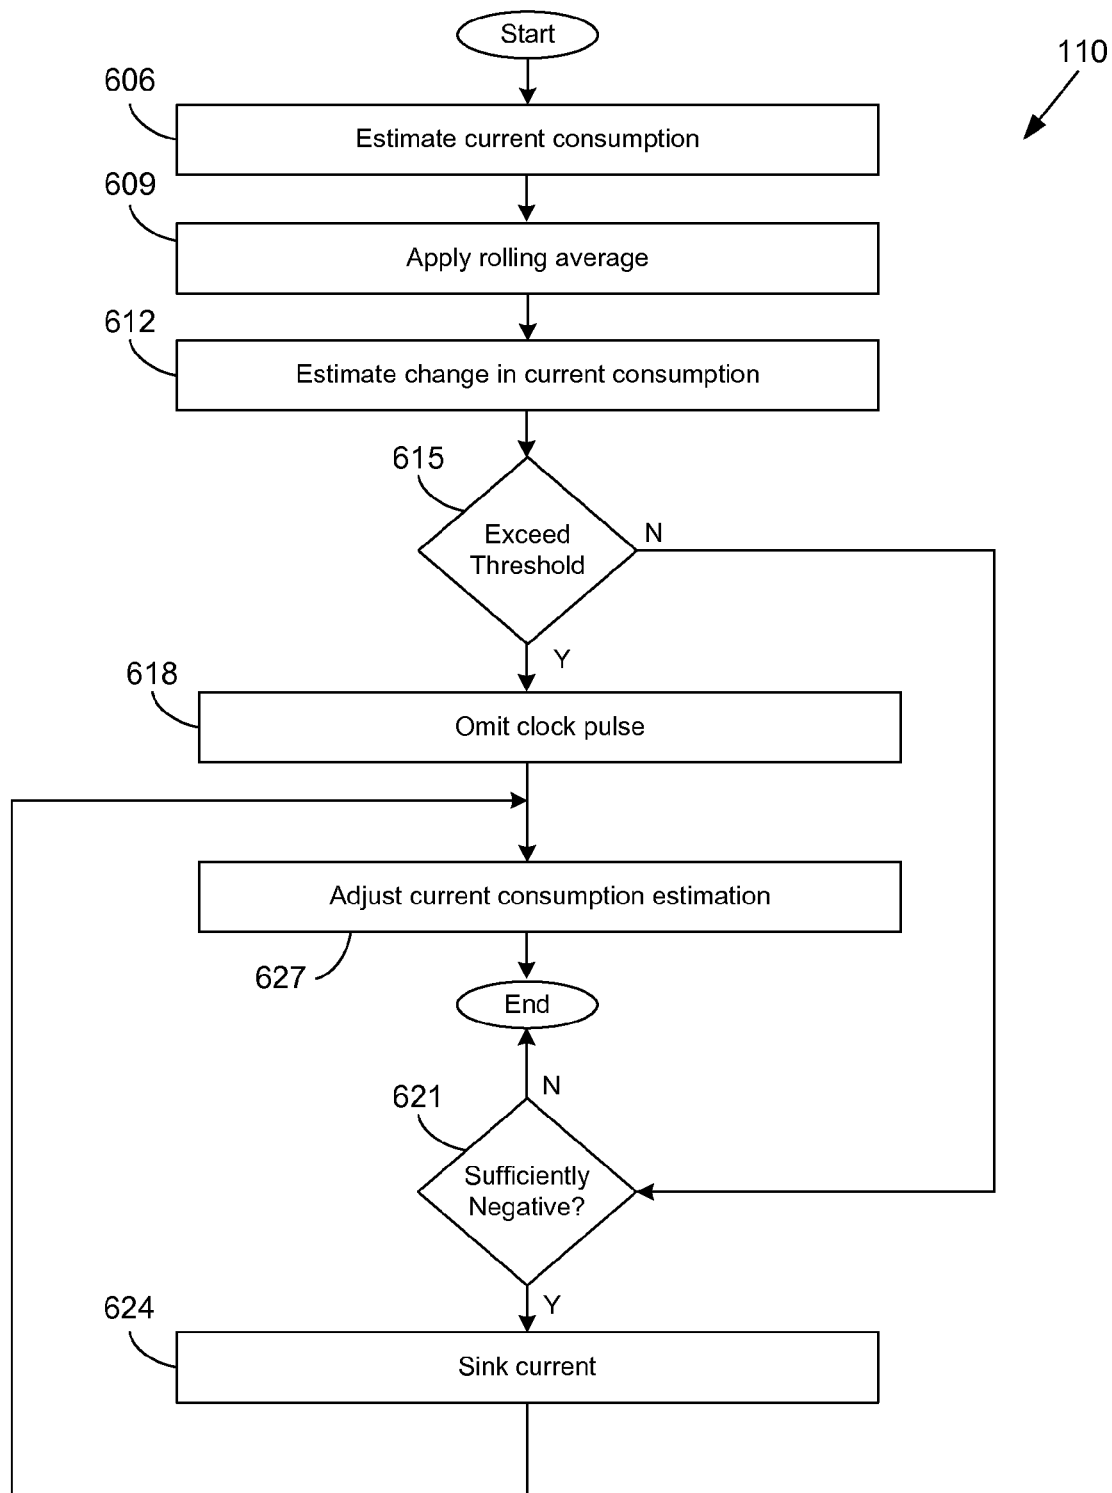 Start
110
606
Estimate current consumption
609
Apply rolling average
612
Estimate change in current consumption
615
Exceed
Threshold
N
Y
618
Omit clock pulse
Adjust current consumption estimation
627
End
N
621
Sufficiently
Negative?
Y
624
Sink current